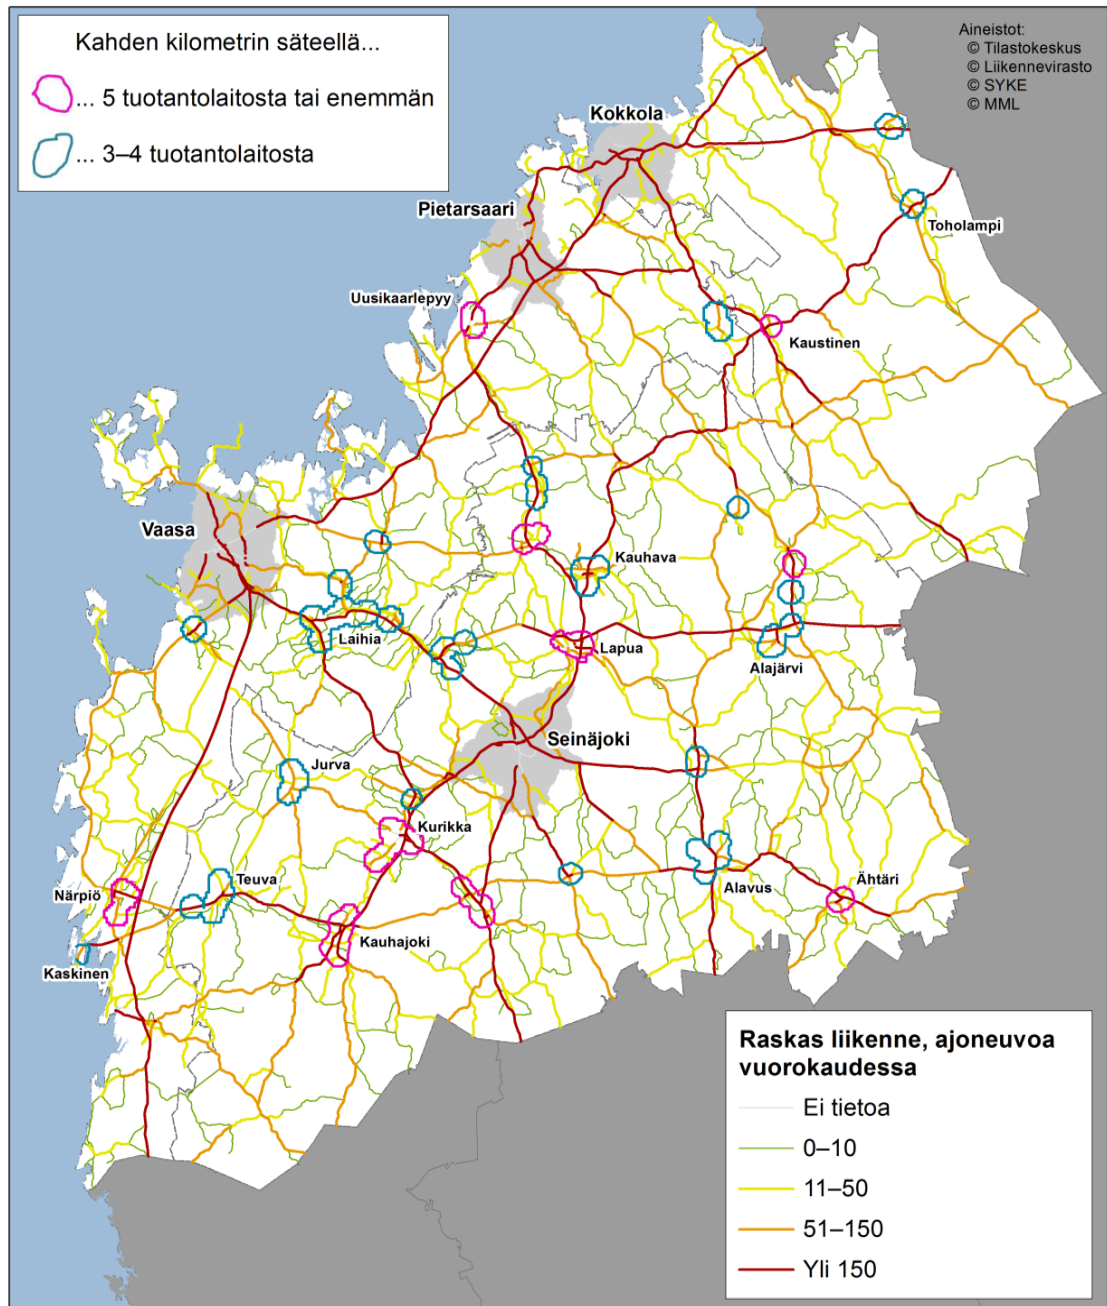 Kahden kilometrin säteellä...
... 5 tuotantolaitosta tai enemmän
... 3–4 tuotantolaitosta
Aineistot:
© Tilastokeskus
© Liikennevirasto
© SYKE
© MML
Kokkola
Pietarsaari
Toholampi
Uusikaarlepyy
Kaustinen
Vaasa
Kauhava
Laihia
Lapua
Alajärvi
Seinäjoki
Jurva
Kurikka
Närpiö
Teuva
Alavus
Ähtäri
Kauhajoki
Kaskinen
Raskas liikenne, ajoneuvoa
vuorokaudessa
Ei tietoa
0–10
11–50
51–150
Yli 150